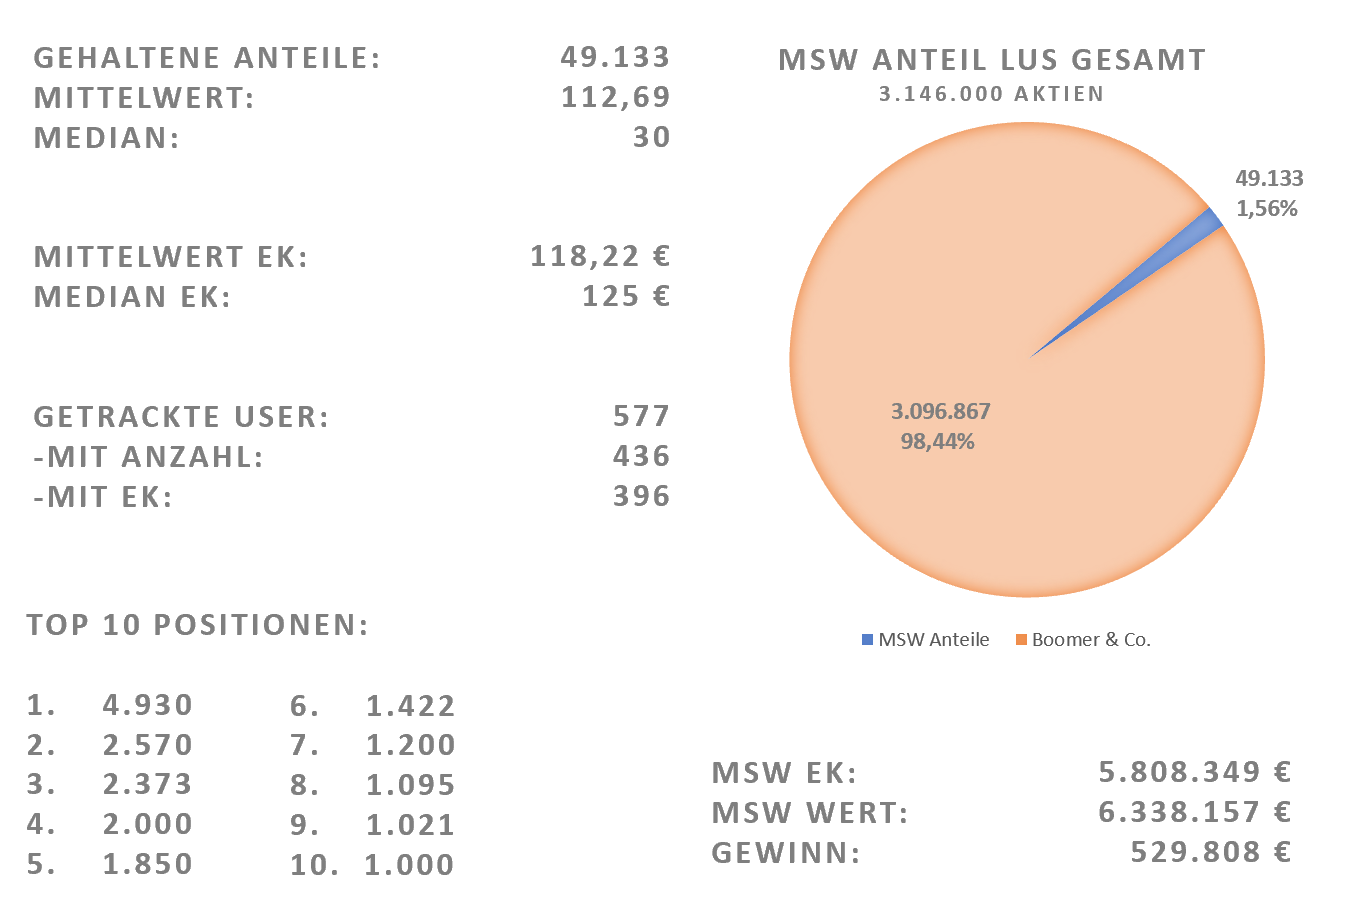 GEHALTENE ANTEILE: 49.133
MITTELWERT: 112,69
MEDIAN: 30
MITTELWERT EK: 118,22 €
MEDIAN EK: 125 €
GETRACKTE USER: 577
-MIT ANZAHL: 436
-MIT EK: 396
TOP 10 POSITIONEN:
1. 4.930 6. 1.422
2. 2.570 7. 1.200
3. 2.373 8. 1.095
4. 2.000 9. 1.021
5. 1.850 10. 1.000
MSW ANTEIL LUS GESAMT
3.146.000 AKTIEN
49.133
1,56%
3.096.867
98,44%
MSW Anteile Boomer & Co.
MSW EK: 5.808.349 €
MSW WERT: 6.338.157 €
GEWINN: 529.808 €